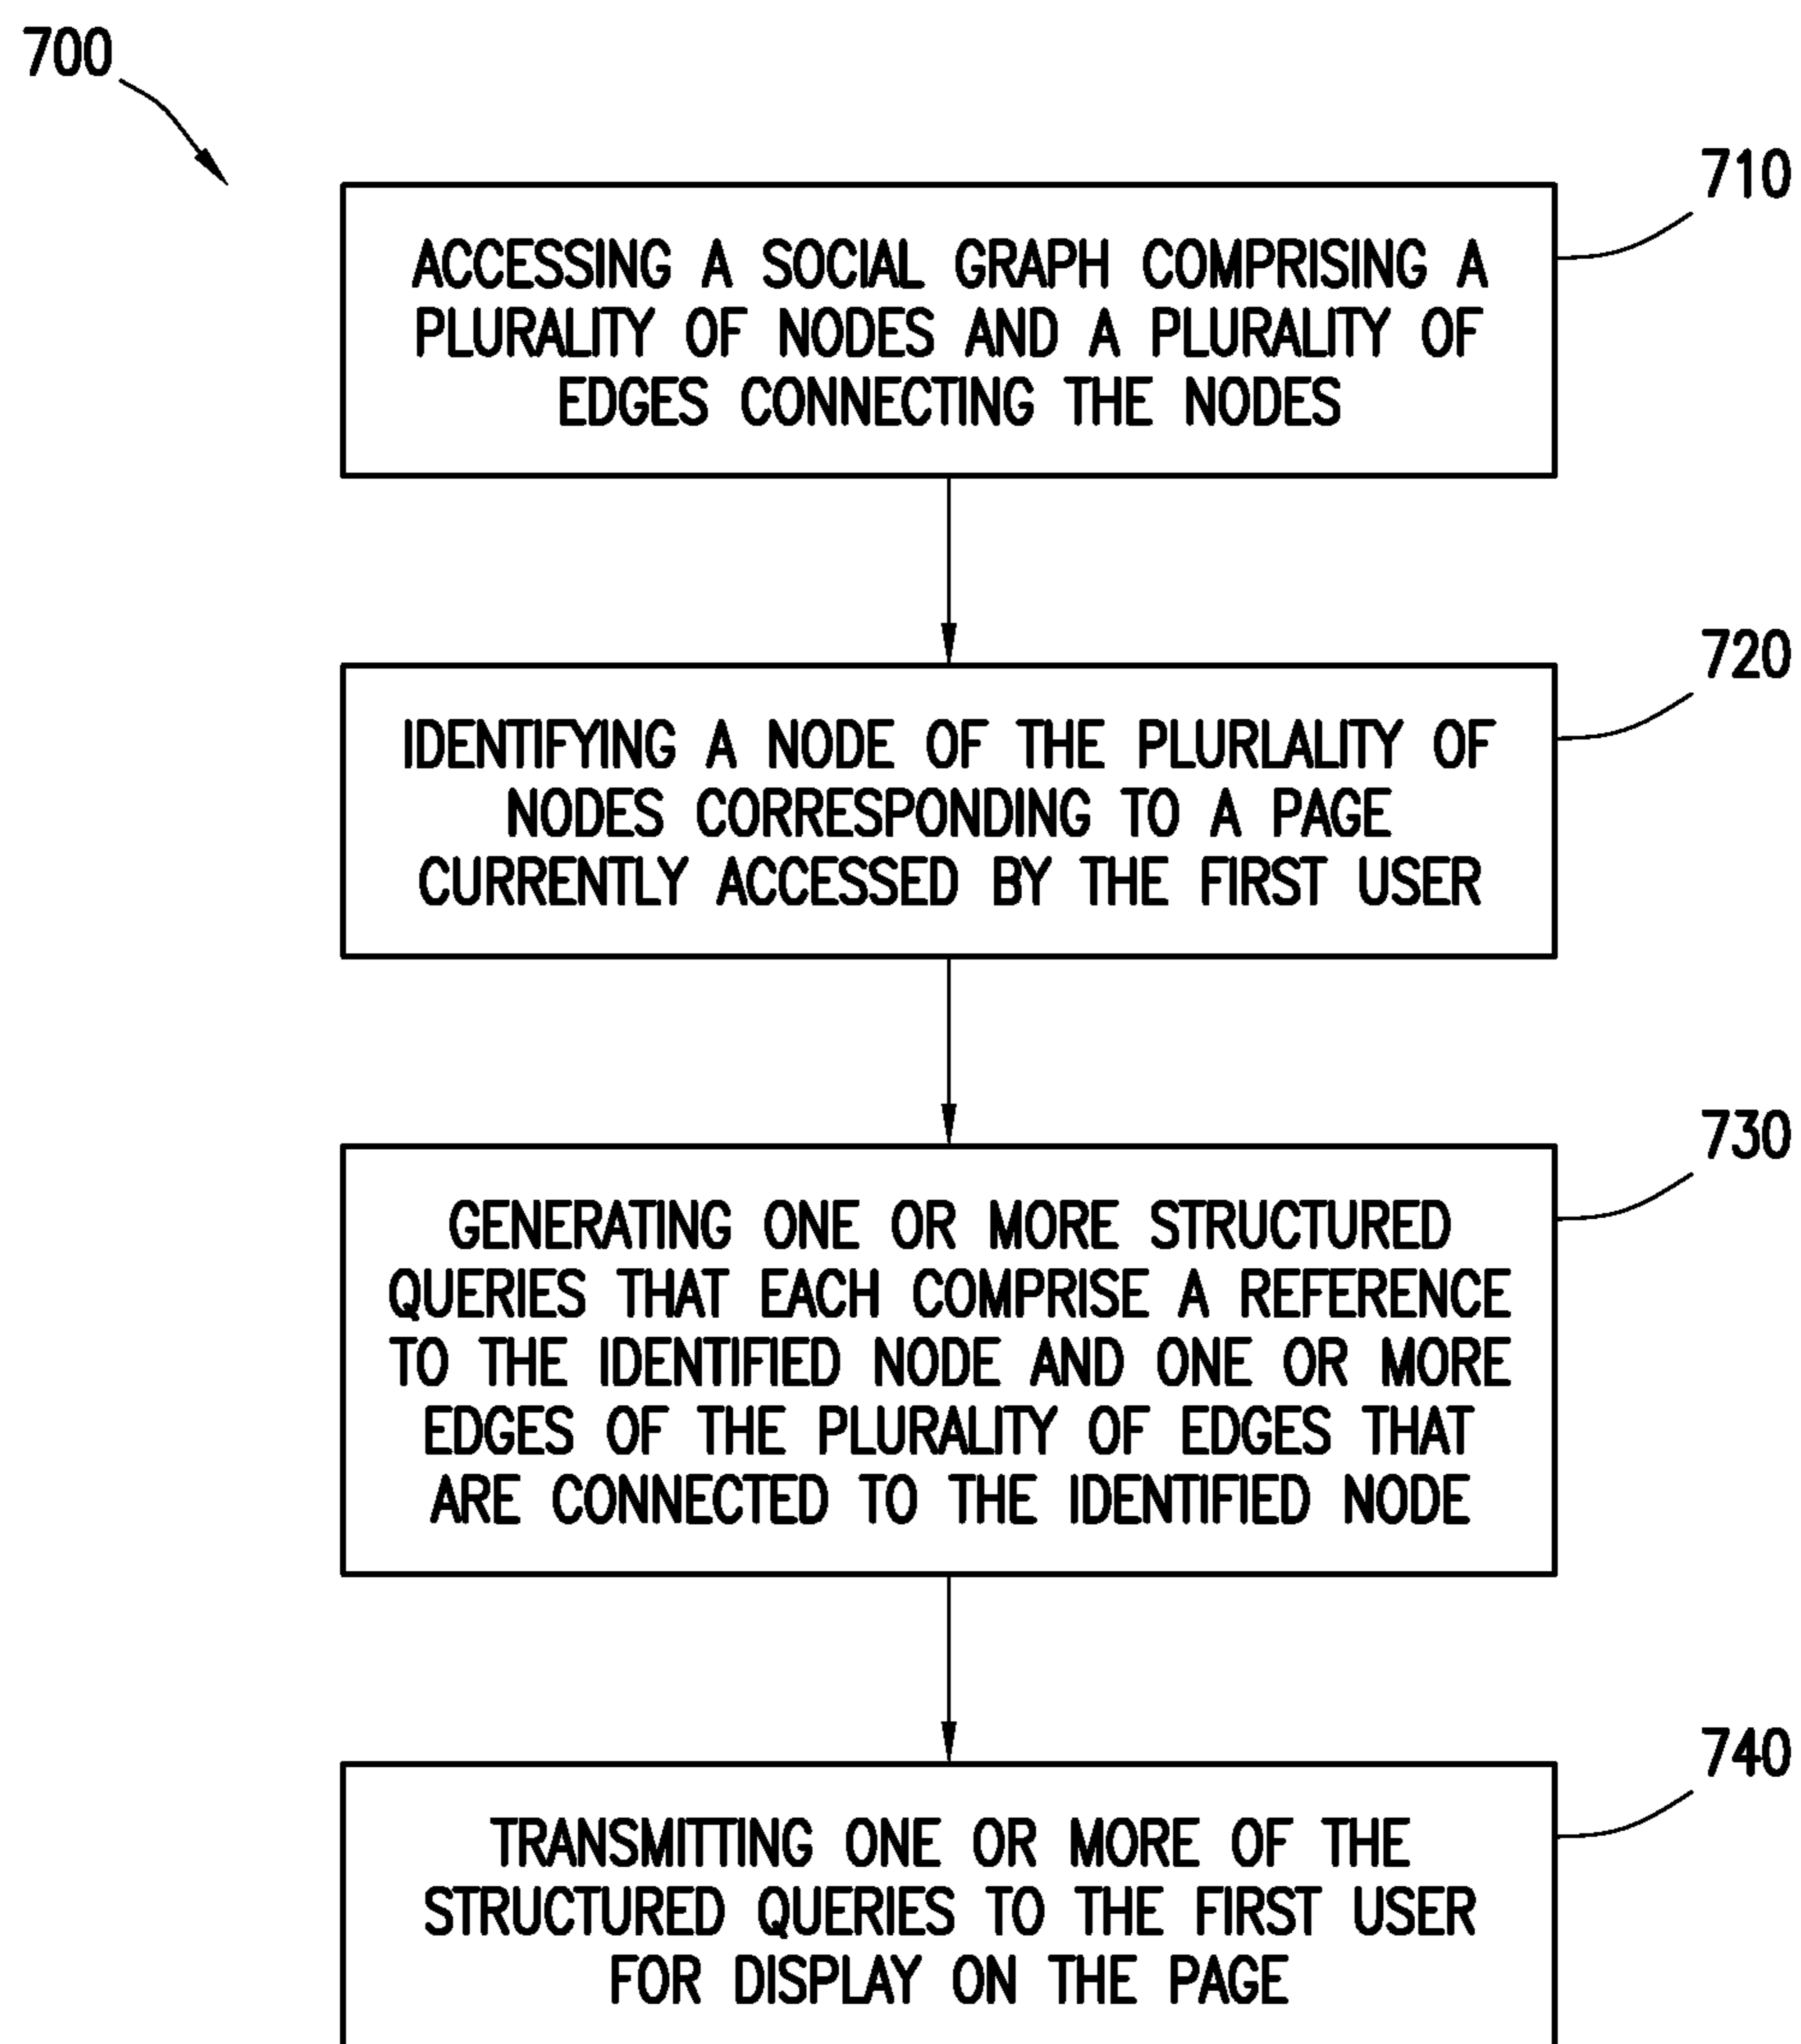 700
710
ACCESSING A SOCIAL GRAPH COMPRISING A
PLURALITY OF NODES AND A PLURALITY OF
EDGES CONNECTING THE NODES
720
IDENTIFYING A NODE OF THE PLURLALITY OF
NODES CORRESPONDING TO A PAGE
CURRENTLY ACCESSED BY THE FIRST USER
730
GENERATING ONE OR MORE STRUCTURED
QUERIES THAT EACH COMPRISE A REFERENCE
TO THE IDENTIFIED NODE AND ONE OR MORE
EDGES OF THE PLURALITY OF EDGES THAT
ARE CONNECTED TO THE IDENTIFIED NODE
740
TRANSMITTING ONE OR MORE OF THE
STRUCTURED QUERIES TO THE FIRST USER
FOR DISPLAY ON THE PAGE